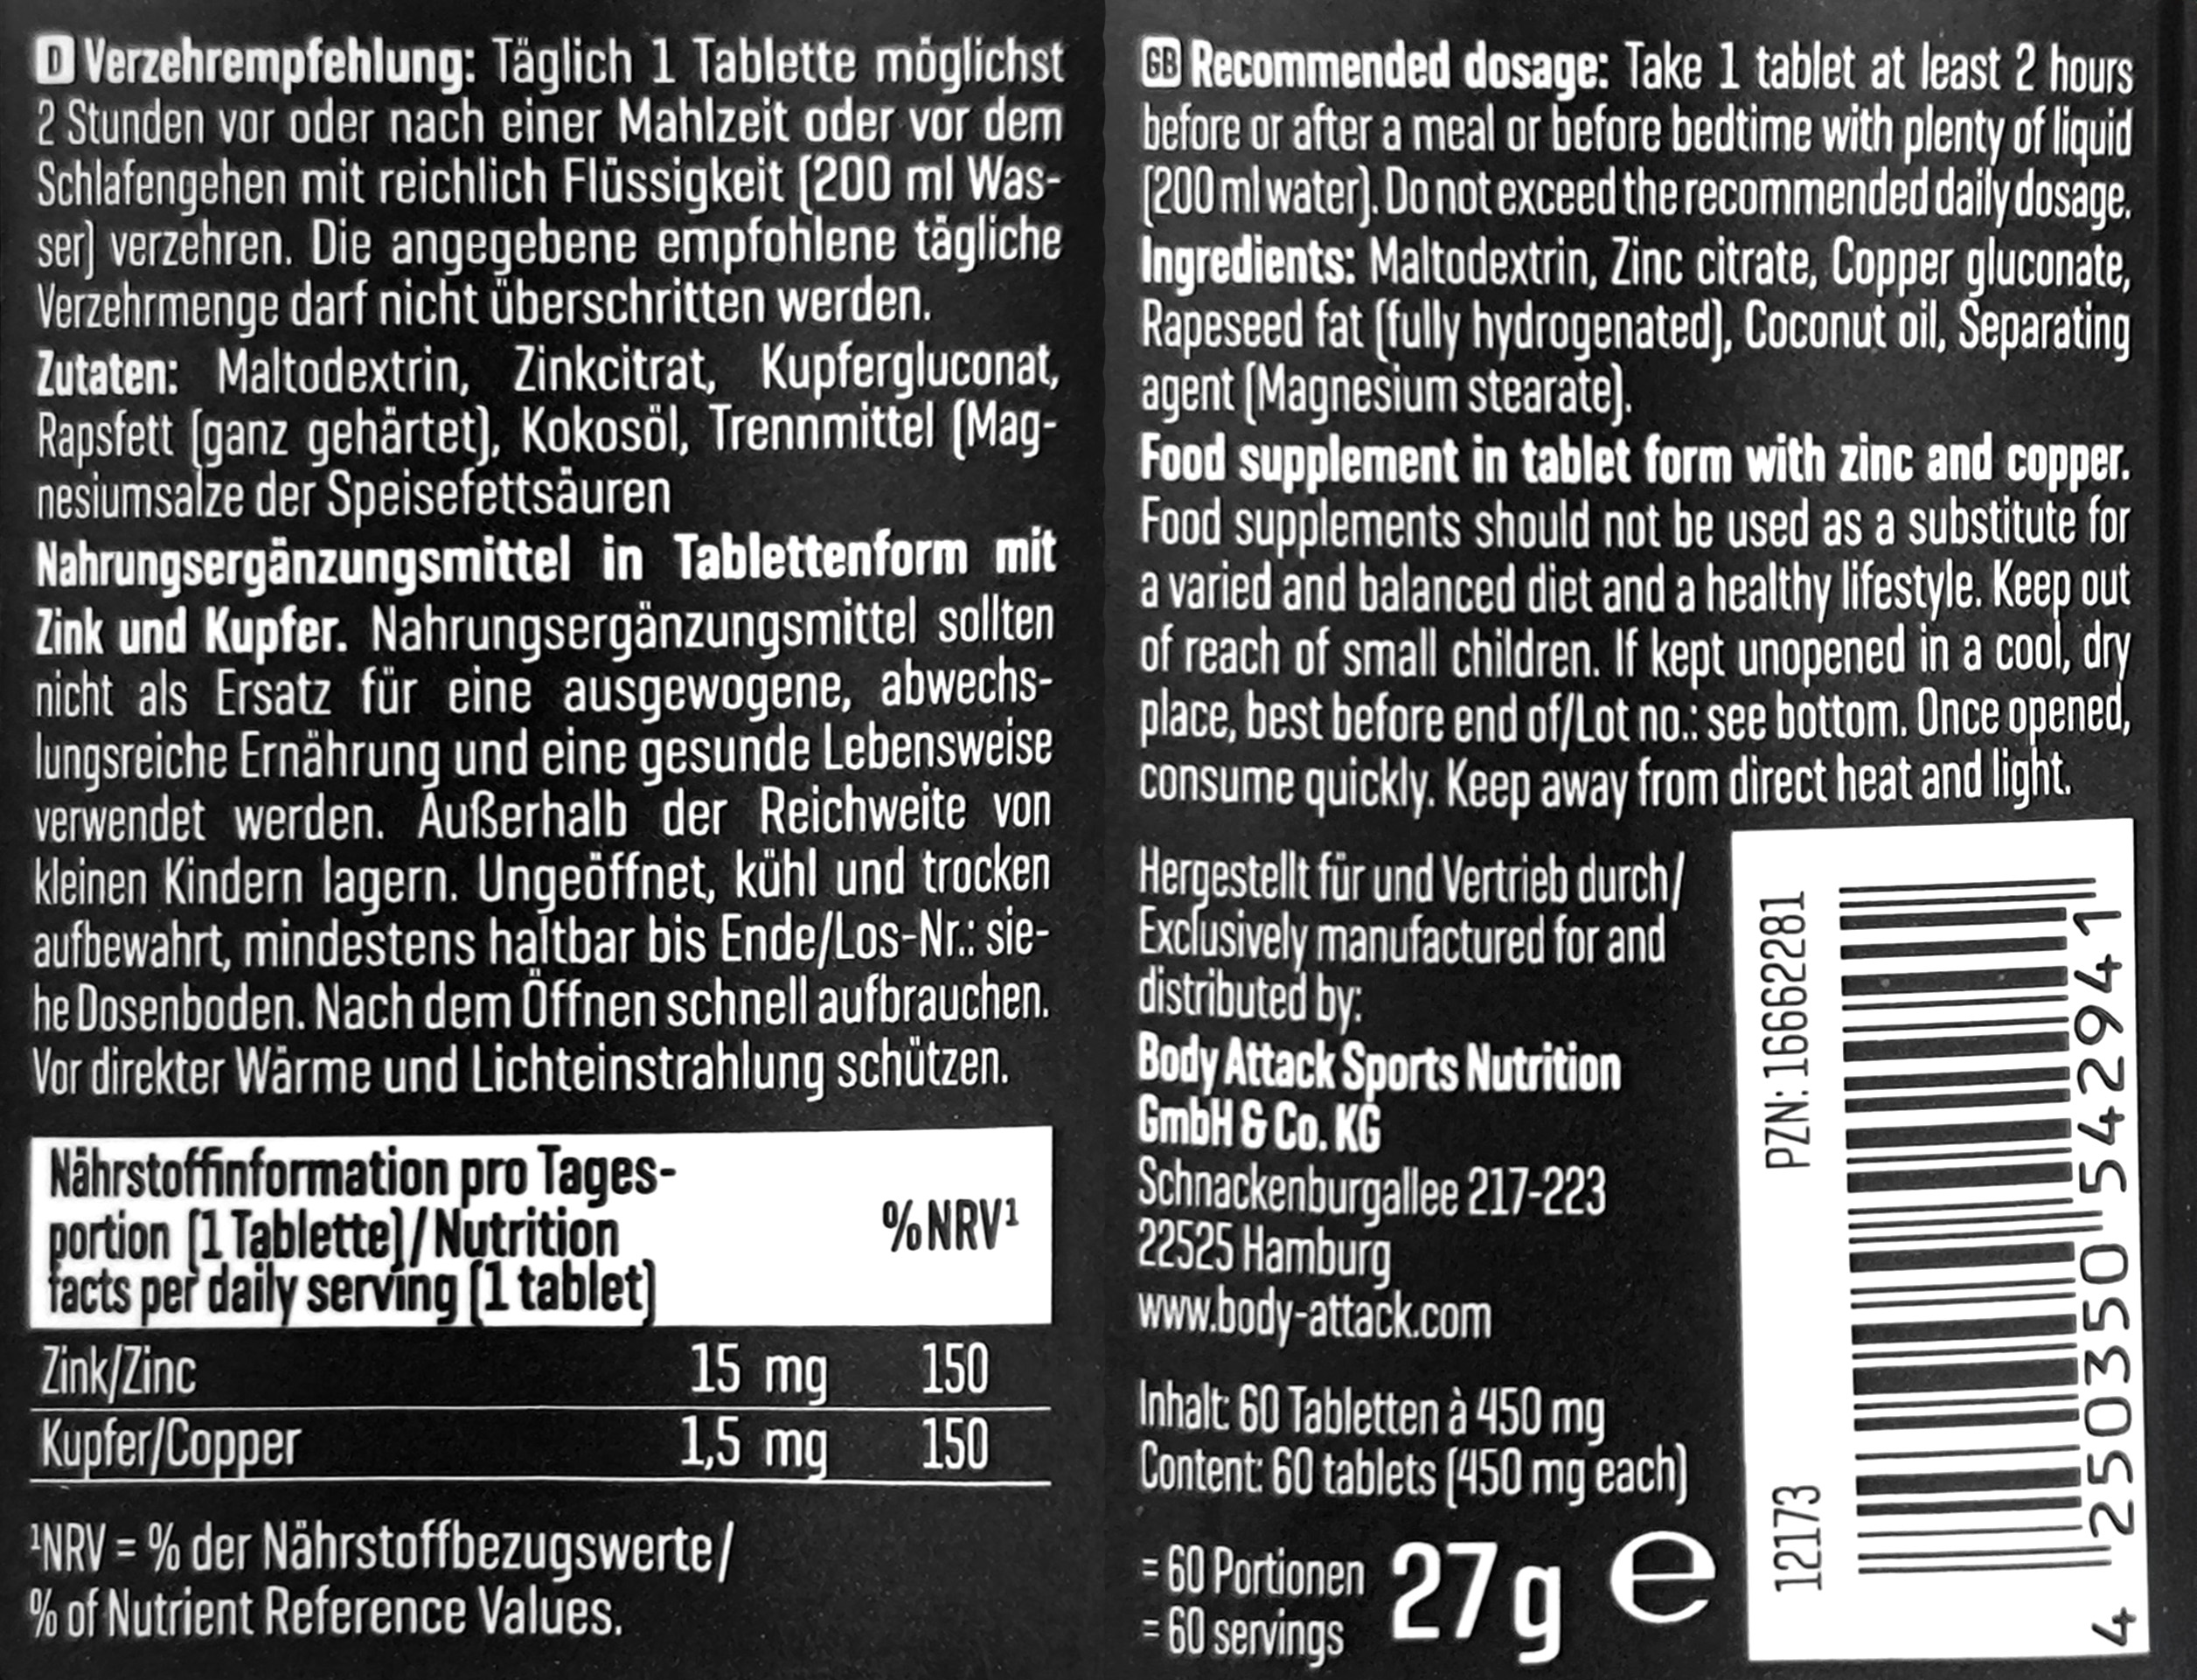 D Verzehrempfehlung: Täglich 1 Tablette möglichst
2 Stunden vor oder nach einer Mahlzeit oder vor dem
Schlafengehen mit reichlich Flüssigkeit (200 ml Was-
ser) verzehren. Die angegebene empfohlene tägliche
Verzehrmenge darf nicht überschritten werden.
Zutaten: Maltodextrin, Zinkcitrat, Kupfergluconat,
Rapsfett (ganz gehärtet), Kokosöl, Trennmittel (Mag-
nesiumsalze der Speisefettsäuren
Nahrungsergänzungsmittel in Tablettenform mit
Zink und Kupfer. Nahrungsergänzungsmittel sollten
nicht als Ersatz für eine ausgewogene, abwechs-
lungsreiche Ernährung und eine gesunde Lebensweise
verwendet werden. Außerhalb der Reichweite von
kleinen Kindern lagern. Ungeöffnet, kühl und trocken
aufbewahrt, mindestens haltbar bis Ende/Los-Nr.: sie-
he Dosenboden. Nach dem Öffnen schnell aufbrauchen.
Vor direkter Wärme und Lichteinstrahlung schützen.
Nährstoffinformation pro Tages-
portion (1 Tablette)/Nutrition
facts per daily serving (1 tablet)
%NRV¹
Zink/Zinc 15 mg 150
Kupfer/Copper 1,5 mg 150
¹NRV = % der Nährstoffbezugswerte/
% of Nutrient Reference Values.
GB Recommended dosage: Take 1 tablet at least 2 hours
before or after a meal or before bedtime with plenty of liquid
(200 ml water). Do not exceed the recommended daily dosage.
Ingredients: Maltodextrin, Zinc citrate, Copper gluconate,
Rapeseed fat (fully hydrogenated), Coconut oil, Separating
agent (Magnesium stearate).
Food supplement in tablet form with zinc and copper.
Food supplements should not be used as a substitute for
a varied and balanced diet and a healthy lifestyle. Keep out
of reach of small children. If kept unopened in a cool, dry
place, best before end of/Lot no.: see bottom. Once opened,
consume quickly. Keep away from direct heat and light.
Hergestellt für und Vertrieb durch/
Exclusively manufactured for and
distributed by:
Body Attack Sports Nutrition
GmbH & Co. KG
Schnackenburgallee 217-223
22525 Hamburg
www.body-attack.com
Inhalt: 60 Tabletten à 450 mg
Content: 60 tablets (450 mg each)
= 60 Portionen
= 60 servings
27g e
PZN: 16662281
12173
4 250350 542941